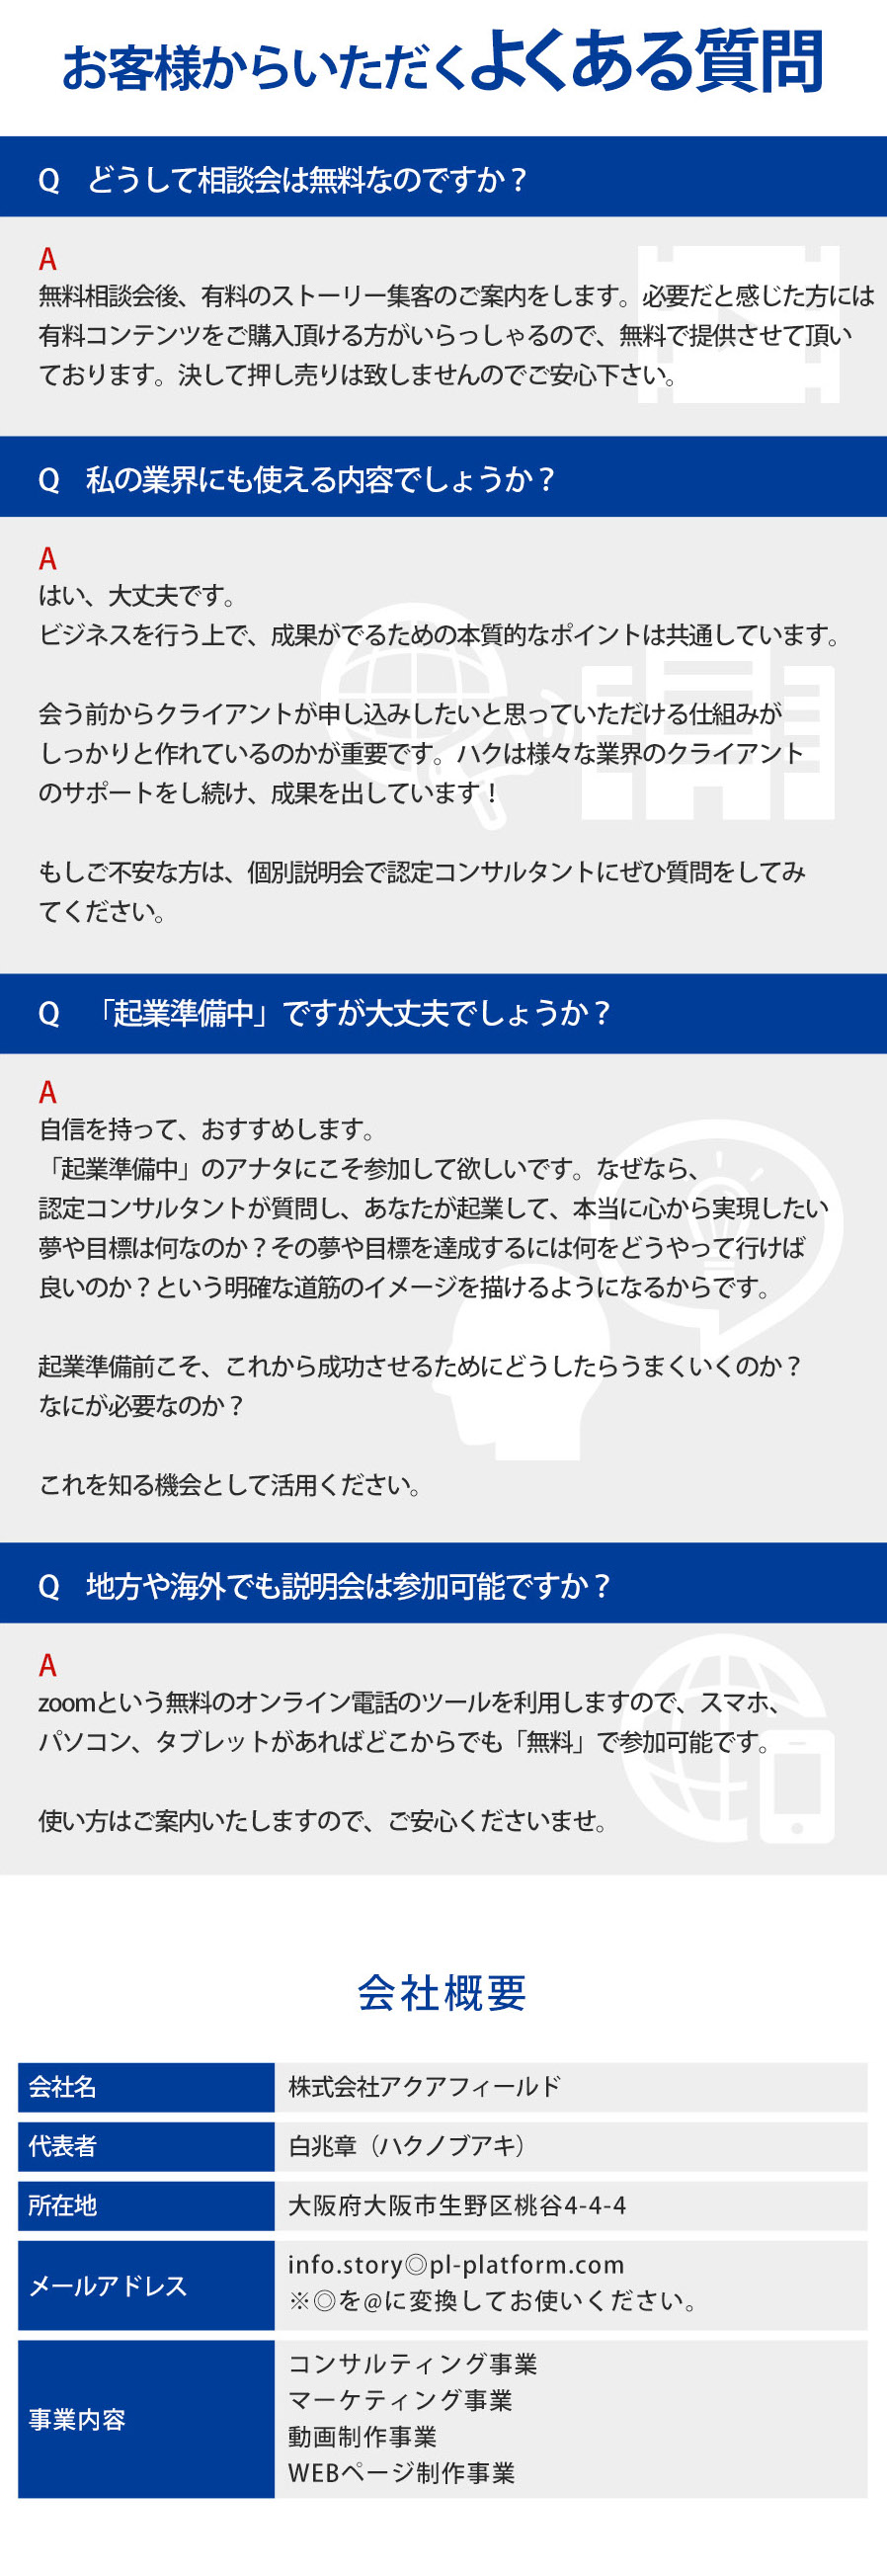 お客様からいただくよくある質問
Q　どうして相談会は無料なのですか？
A
無料相談会後、有料のストーリー集客のご案内をします。必要だと感じた方には
有料コンテンツをご購入頂ける方がいらっしゃるので、無料で提供させて頂い
ております。決して押し売りは致しませんのでご安心下さい。
Q　私の業界にも使える内容でしょうか？
A
はい、大丈夫です。
ビジネスを行う上で、成果がでるための本質的なポイントは共通しています。
会う前からクライアントが申し込みしたいと思っていただける仕組みが
しっかりと作れているのかが重要です。ハクは様々な業界のクライアント
のサポートをし続け、成果を出しています！
もしご不安な方は、個別説明会で認定コンサルタントにぜひ質問をしてみ
てください。
Q　「起業準備中」ですが大丈夫でしょうか？
A
自信を持って、おすすめします。
「起業準備中」のアナタにこそ参加して欲しいです。なぜなら、
認定コンサルタントが質問し、あなたが起業して、本当に心から実現したい
夢や目標は何なのか？その夢や目標を達成するには何をどうやって行けば
良いのか？という明確な道筋のイメージを描けるようになるからです。
起業準備前こそ、これから成功させるためにどうしたらうまくいくのか？
なにが必要なのか？
これを知る機会として活用ください。
Q　地方や海外でも説明会は参加可能ですか？
A
zoomという無料のオンライン電話のツールを利用しますので、スマホ、
パソコン、タブレットがあればどこからでも「無料」で参加可能です。
使い方はご案内いたしますので、ご安心くださいませ。
会社概要
会社名　株式会社アクアフィールド
代表者　白兆章（ハクノブアキ）
所在地　大阪府大阪市生野区桃谷4-4-4
メールアドレス　info.story◎pl-platform.com
※◎を@に変換してお使いください。
事業内容　コンサルティング事業
マーケティング事業
動画制作事業
WEBページ制作事業